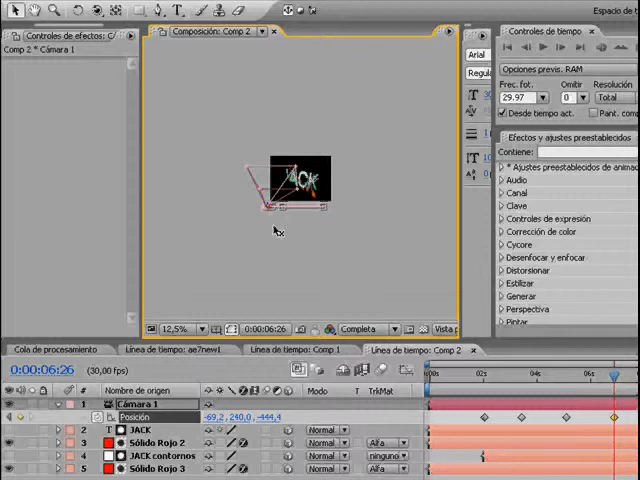 Espacio de t
Controles de efectos: C/
Comp 2 * Cámara 1
Composición: Comp 2
JACK
Arial
Regula
Controles de tiempo
Opciones previs. RAM
Frec. fot.
Omitir
Resolución
29.97
0
Total
Desde tiempo act.
Pant. comp
Efectos y ajustes preestablecidos
Contiene:
* Ajustes preestablecidos de animación
Audio
Canal
Clave
Controles de expresión
Corrección de color
Cycore
Desenfocar y enfocar
Distorsionar
Estilizar
Generar
Perspectiva
Pintar
12,5%
0:00:06:26
Completa
Vista p
Cola de procesamiento
Línea de tiempo: ae7new1
Línea de tiempo: Comp 1
Línea de tiempo: Comp 2
0:00:06:26
(30,00 fps)
Nombre de origen
Modo
TrkMat
:00s
02s
04s
06s
1
Cámara 1
Posición
-69,2, 240,0, -444,4
2
T
JACK
Normal
3
Sólido Rojo 2
Normal
Alfa
4
JACK contornos
Normal
ninguno
5
Sólido Rojo 3
Normal
Alfa